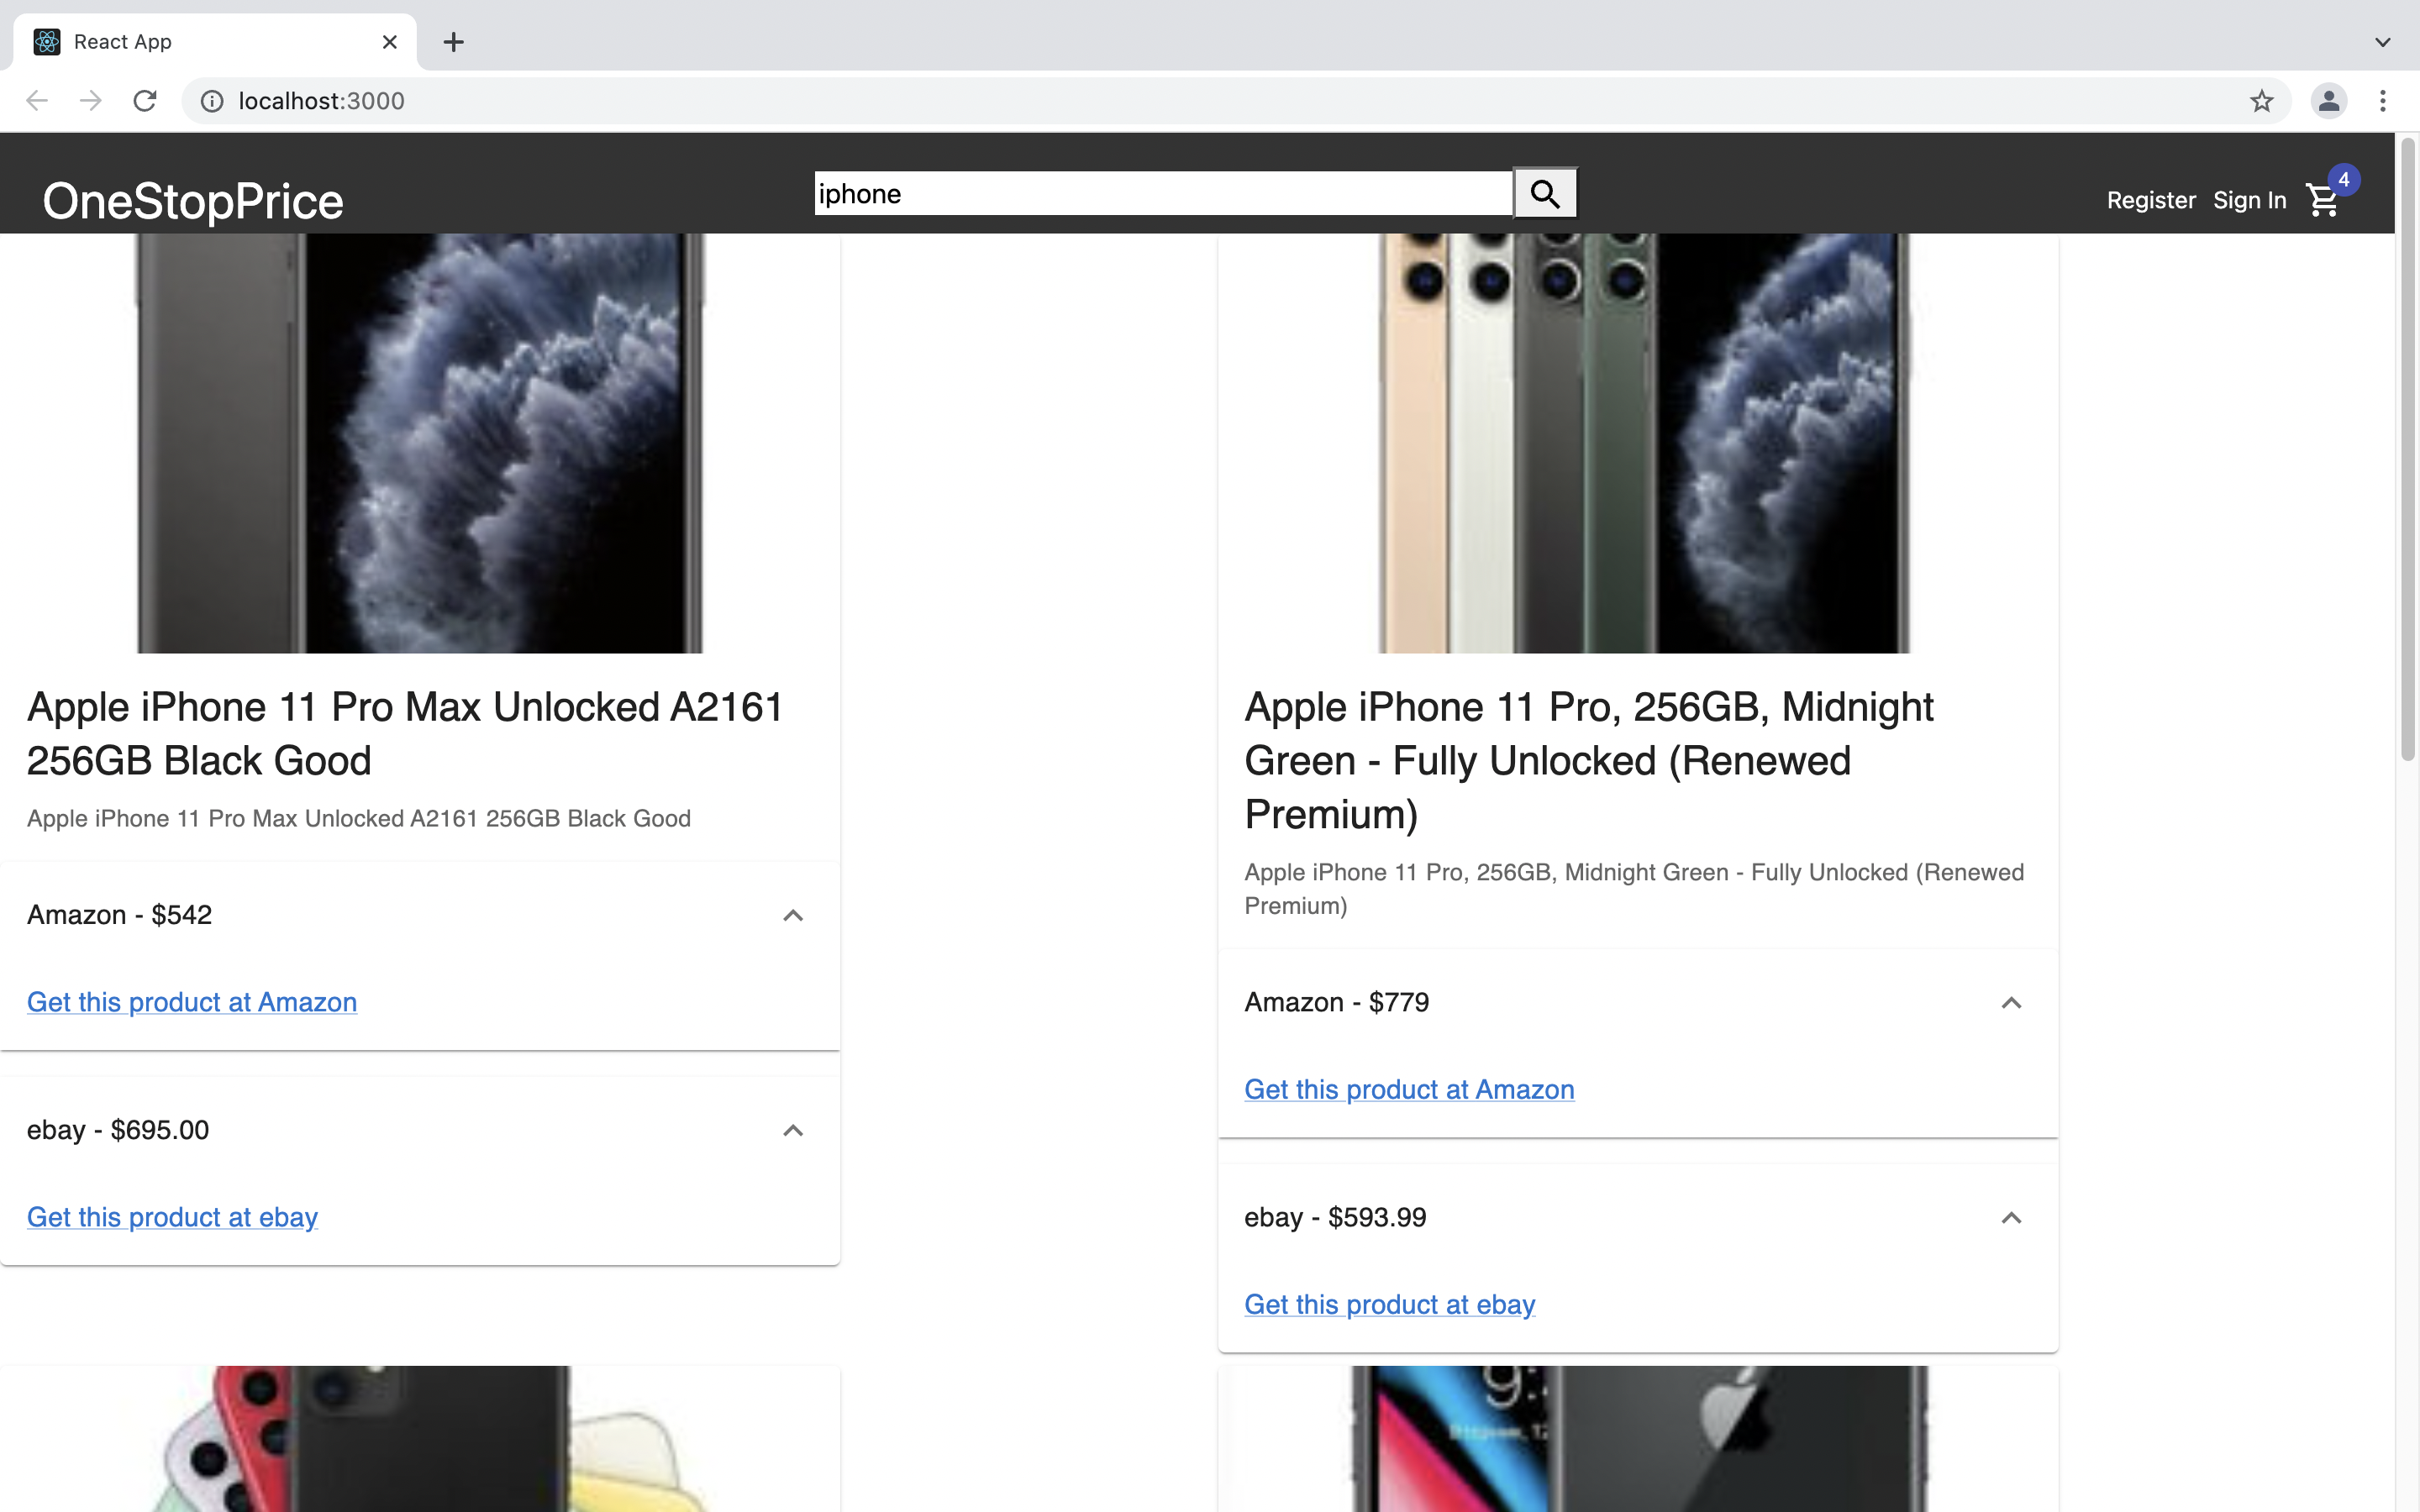 React App
localhost:3000
OneStopPrice
iphone
Register Sign In 4
Apple iPhone 11 Pro Max Unlocked A2161
256GB Black Good
Apple iPhone 11 Pro Max Unlocked A2161 256GB Black Good
Amazon - $542
Get this product at Amazon
ebay - $695.00
Get this product at ebay
Apple iPhone 11 Pro, 256GB, Midnight
Green - Fully Unlocked (Renewed
Premium)
Apple iPhone 11 Pro, 256GB, Midnight Green - Fully Unlocked (Renewed
Premium)
Amazon - $779
Get this product at Amazon
ebay - $593.99
Get this product at ebay